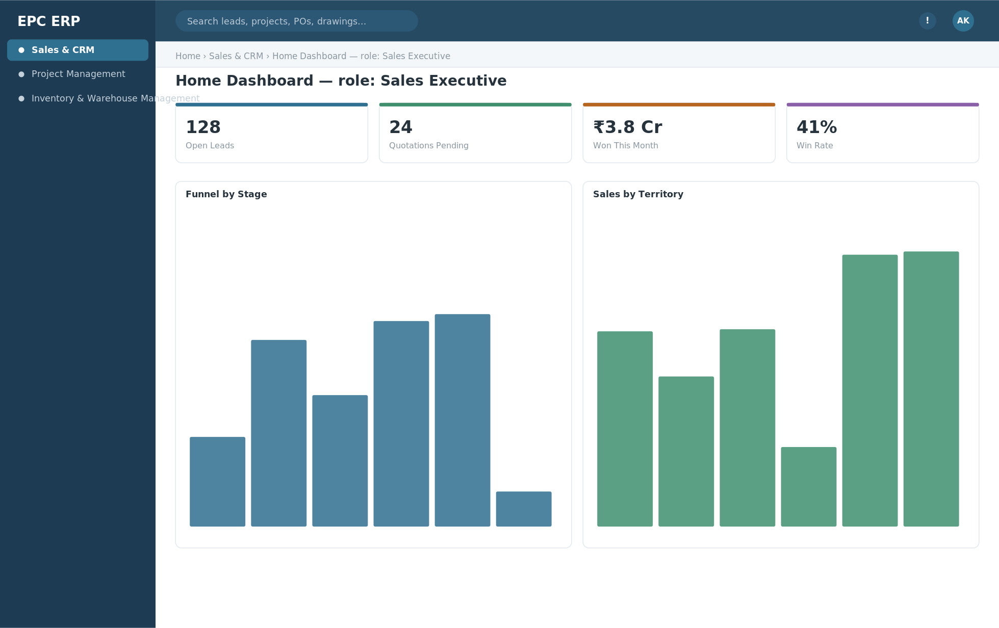 EPC ERP
Search leads, projects, POs, drawings...
!
AK
Sales & CRM
Project Management
Inventory & Warehouse Management
Home › Sales & CRM › Home Dashboard — role: Sales Executive
Home Dashboard — role: Sales Executive
128
Open Leads
24
Quotations Pending
₹3.8 Cr
Won This Month
41%
Win Rate
Funnel by Stage
Sales by Territory